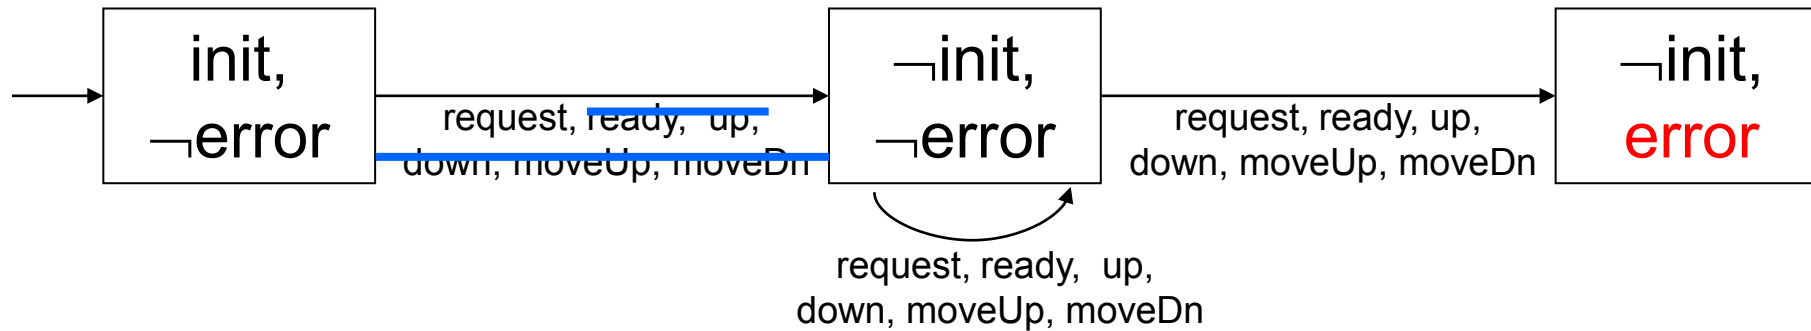 init,
¬error
request, ready, up,
down, moveUp, moveDn
¬init,
¬error
request, ready, up,
down, moveUp, moveDn
¬init,
error
request, ready, up,
down, moveUp, moveDn